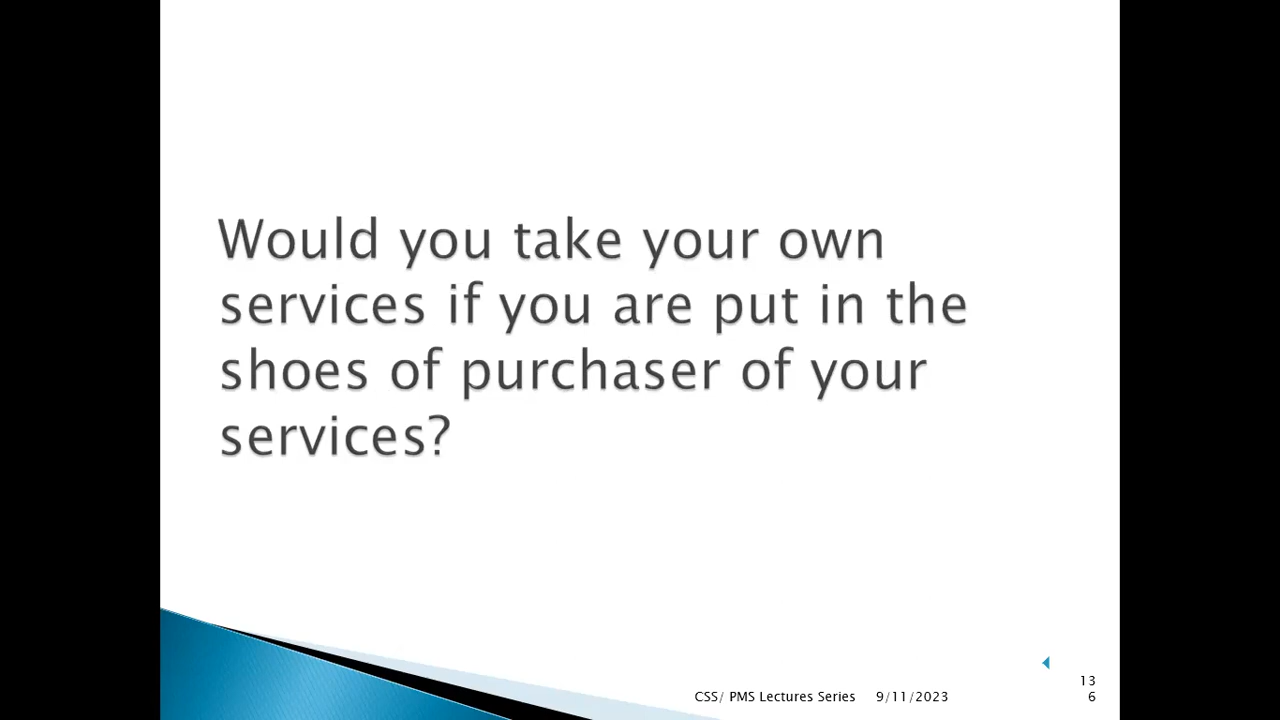 Would you take your own
services if you are put in the
shoes of purchaser of your
services?
13
CSS/ PMS Lectures Series 9/11/2023 6